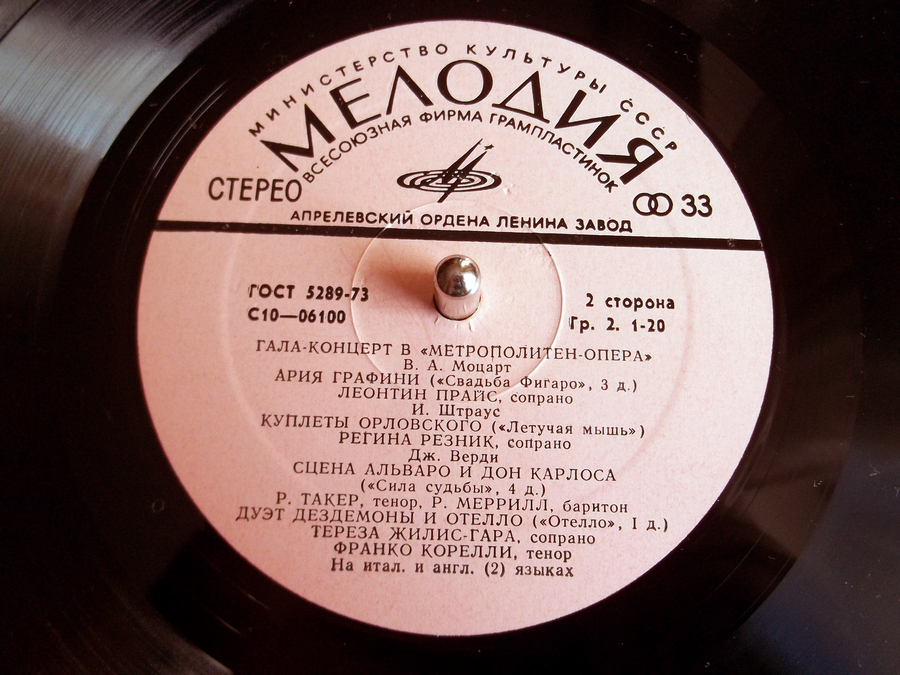 МИНИСТЕРСТВО КУЛЬТУРЫ СССР
МЕЛОДИЯ
ВСЕСОЮЗНАЯ ФИРМА ГРАМПЛАСТИНОК
СТЕРЕО
33
АПРЕЛЕВСКИЙ ОРДЕНА ЛЕНИНА ЗАВОД
ГОСТ 5289-73
С10—06100
2 сторона
Гр. 2. 1-20
ГАЛА-КОНЦЕРТ В «МЕТРОПОЛИТЕН-ОПЕРА»
В. А. Моцарт
АРИЯ ГРАФИНИ («Свадьба Фигаро», 3 д.)
ЛЕОНТИН ПРАЙС, сопрано
И. Штраус
КУПЛЕТЫ ОРЛОВСКОГО («Летучая мышь»)
РЕГИНА РЕЗНИК, сопрано
Дж. Верди
СЦЕНА АЛЬВАРО И ДОН КАРЛОСА
(«Сила судьбы», 4 д.)
Р. ТАКЕР, тенор, Р. МЕРРИЛЛ, баритон
ДУЭТ ДЕЗДЕМОНЫ И ОТЕЛЛО («Отелло», I д.)
ТЕРЕЗА ЖИЛИС-ГАРА, сопрано
ФРАНКО КОРЕЛЛИ, тенор
На итал. и англ. (2) языках